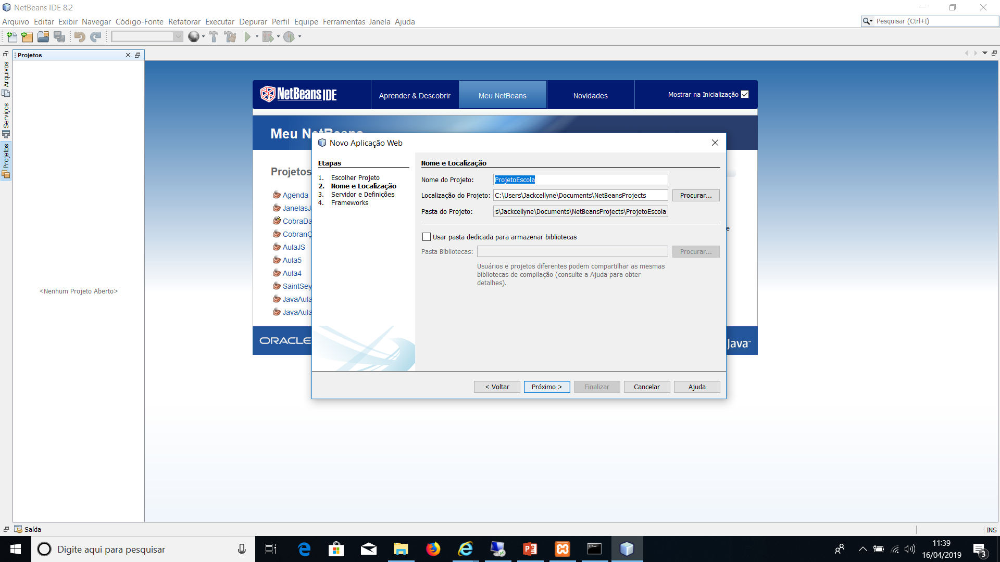 NetBeans IDE 8.2
Arquivo Editar Exibir Navegar Código-Fonte Refatorar Executar Depurar Perfil Equipe Ferramentas Janela Ajuda
Pesquisar (Ctrl+I)
Projetos
Arquivos
Serviços
Projetos
<Nenhum Projeto Aberto>
NetBeans IDE
Aprender & Descobrir
Meu NetBeans
Novidades
Mostrar na Inicialização
Meu NetBeans
Projetos
Agenda
JanelasJ
CobraDa
CobranÇ
AulaJS
Aula5
Aula4
SaintSey
JavaAula
JavaAula
ORACLE
Java
e
Novo Aplicação Web
Etapas
1. Escolher Projeto
2. Nome e Localização
3. Servidor e Definições
4. Frameworks
Nome e Localização
Nome do Projeto: ProjetoEscola
Localização do Projeto: C:\Users\Jackcellyne\Documents\NetBeansProjects Procurar...
Pasta do Projeto: s\Jackcellyne\Documents\NetBeansProjects\ProjetoEscola
Usar pasta dedicada para armazenar bibliotecas
Pasta Bibliotecas: Procurar...
Usuários e projetos diferentes podem compartilhar as mesmas
bibliotecas de compilação (consulte a Ajuda para obter
detalhes).
< Voltar Próximo > Finalizar Cancelar Ajuda
Saída
INS
Digite aqui para pesquisar
11:39
16/04/2019
3